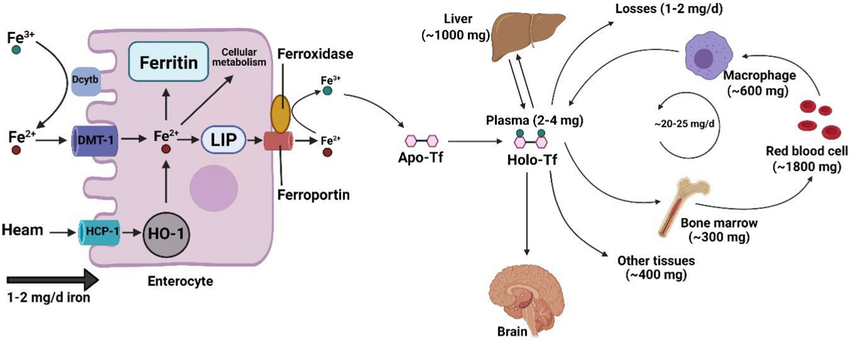 Fe3+
Dcytb
Fe2+
DMT-1
Heam
HCP-1
1-2 mg/d iron
Ferritin
Cellular
metabolism
Fe2+
LIP
HO-1
Enterocyte
Ferroxidase
Fe3+
Fe2+
Ferroportin
Apo-Tf
Liver
(~1000 mg)
Plasma (2-4 mg)
Holo-Tf
Brain
Losses (1-2 mg/d)
Macrophage
(~600 mg)
~20-25 mg/d
Red blood cell
(~1800 mg)
Bone marrow
(~300 mg)
Other tissues
(~400 mg)